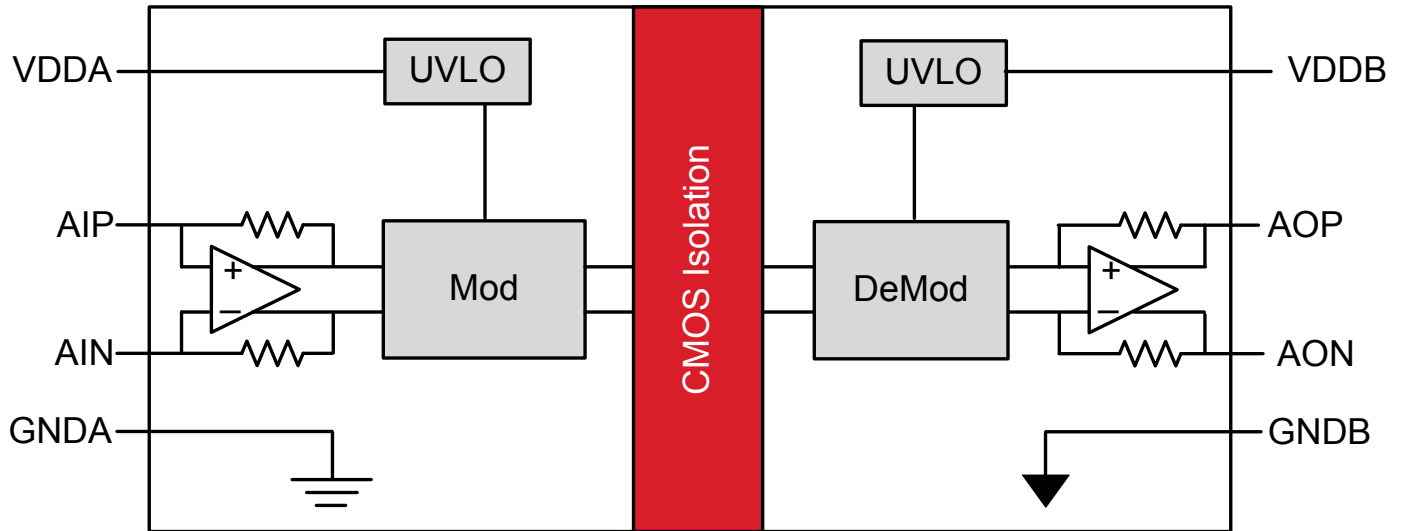 VDDA
UVLO
UVLO
VDDB
AIP
AOP
+
+
Mod
CMOS Isolation
DeMod
−
−
AIN
AON
GNDA
GNDB